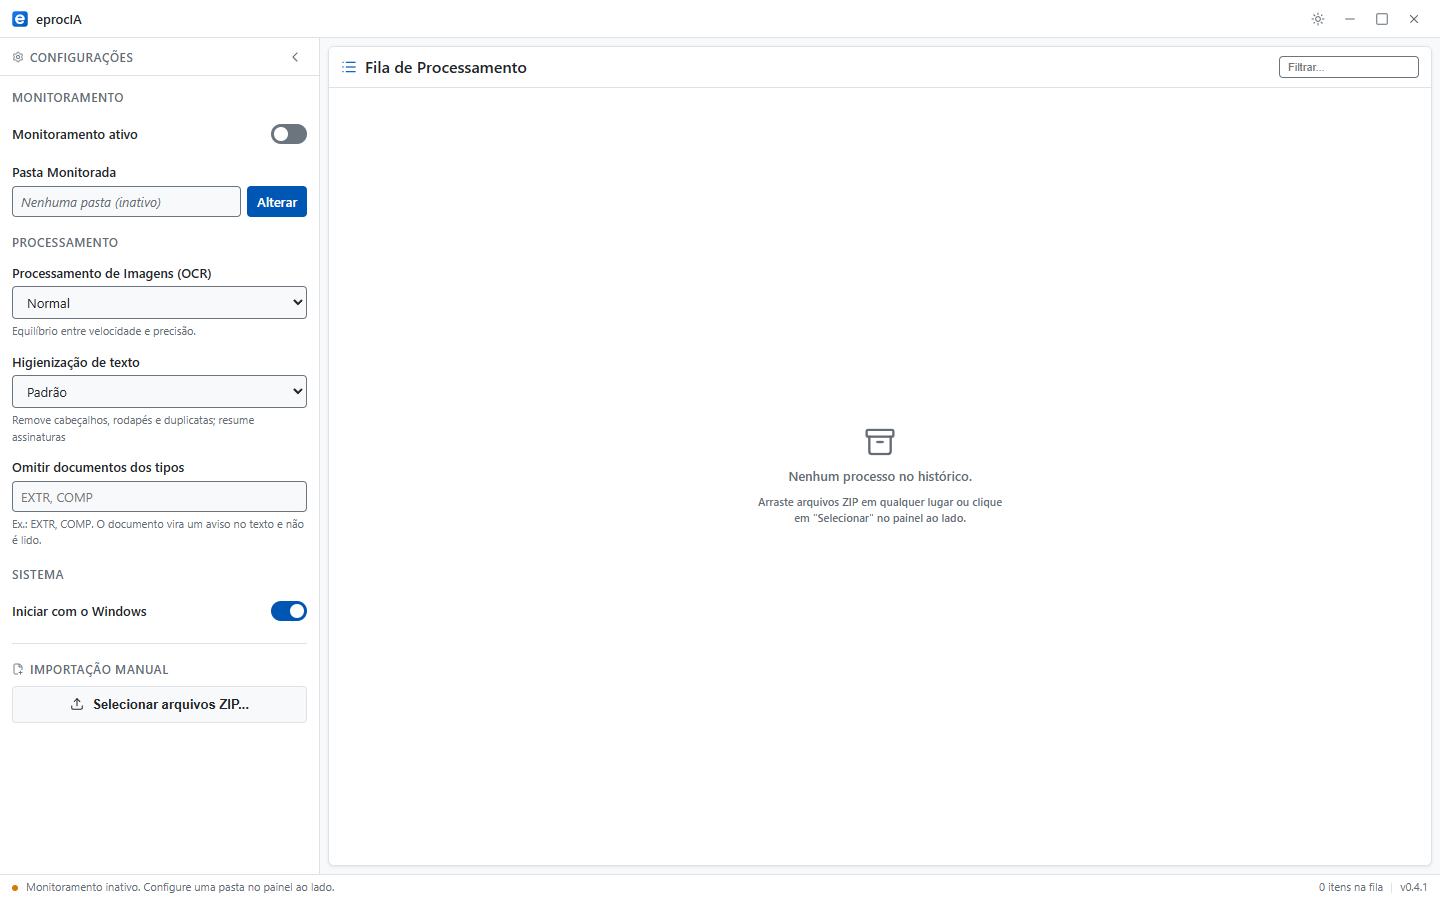 eprocIA
CONFIGURAÇÕES
MONITORAMENTO
Monitoramento ativo
Pasta Monitorada
Nenhuma pasta (inativo)
Alterar
PROCESSAMENTO
Processamento de Imagens (OCR)
Normal
Equilíbrio entre velocidade e precisão.
Higienização de texto
Padrão
Remove cabeçalhos, rodapés e duplicatas; resume
assinaturas
Omitir documentos dos tipos
EXTR, COMP
Ex.: EXTR, COMP. O documento vira um aviso no texto e não
é lido.
SISTEMA
Iniciar com o Windows
IMPORTAÇÃO MANUAL
Selecionar arquivos ZIP...
Fila de Processamento
Filtrar...
Nenhum processo no histórico.
Arraste arquivos ZIP em qualquer lugar ou clique
em "Selecionar" no painel ao lado.
Monitoramento inativo. Configure uma pasta no painel ao lado.
0 itens na fila
v0.4.1